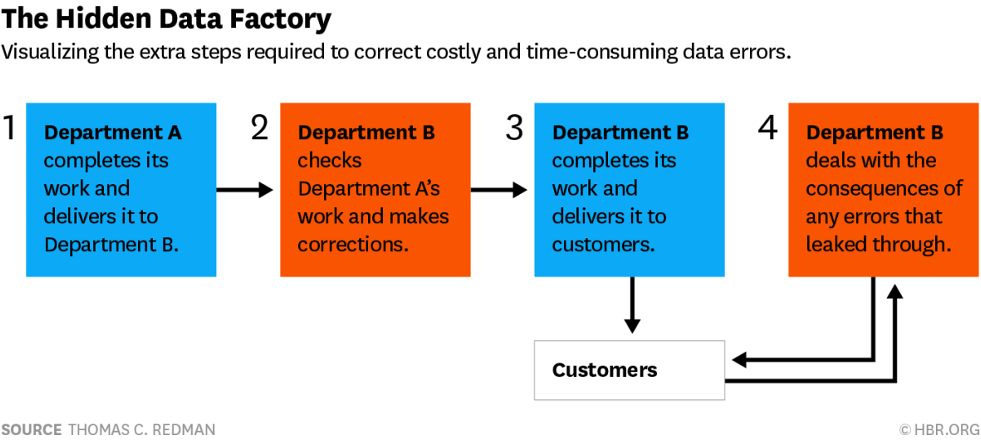 The Hidden Data Factory
Visualizing the extra steps required to correct costly and time-consuming data errors.
1
Department A
completes its
work and
delivers it to
Department B.
2
Department B
checks
Department A’s
work and makes
corrections.
3
Department B
completes its
work and
delivers it to
customers.
4
Department B
deals with the
consequences of
any errors that
leaked through.
Customers
SOURCE THOMAS C. REDMAN
© HBR.ORG